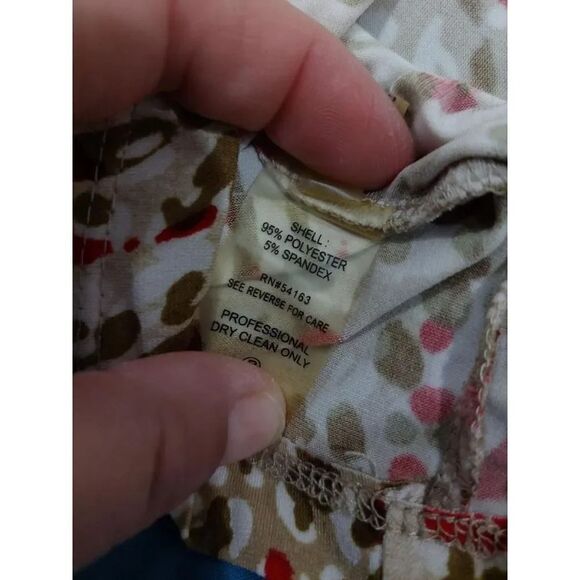 SHELL :
95% POLYESTER
5% SPANDEX
RN#54163
SEE REVERSE FOR CARE
PROFESSIONAL
DRY CLEAN ONLY